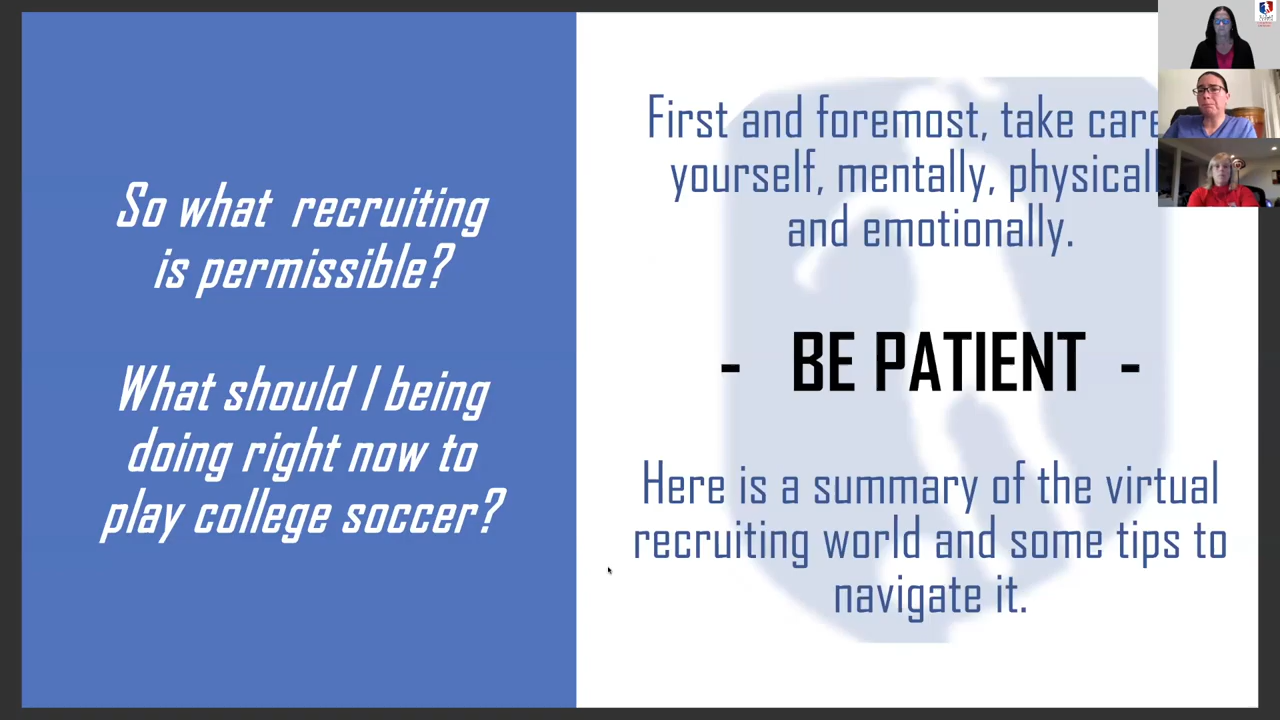 So what recruiting
is permissible?
What should I being
doing right now to
play college soccer?
First and foremost, take care
yourself, mentally, physicall
and emotionally.
- BE PATIENT -
Here is a summary of the virtual
recruiting world and some tips to
navigate it.